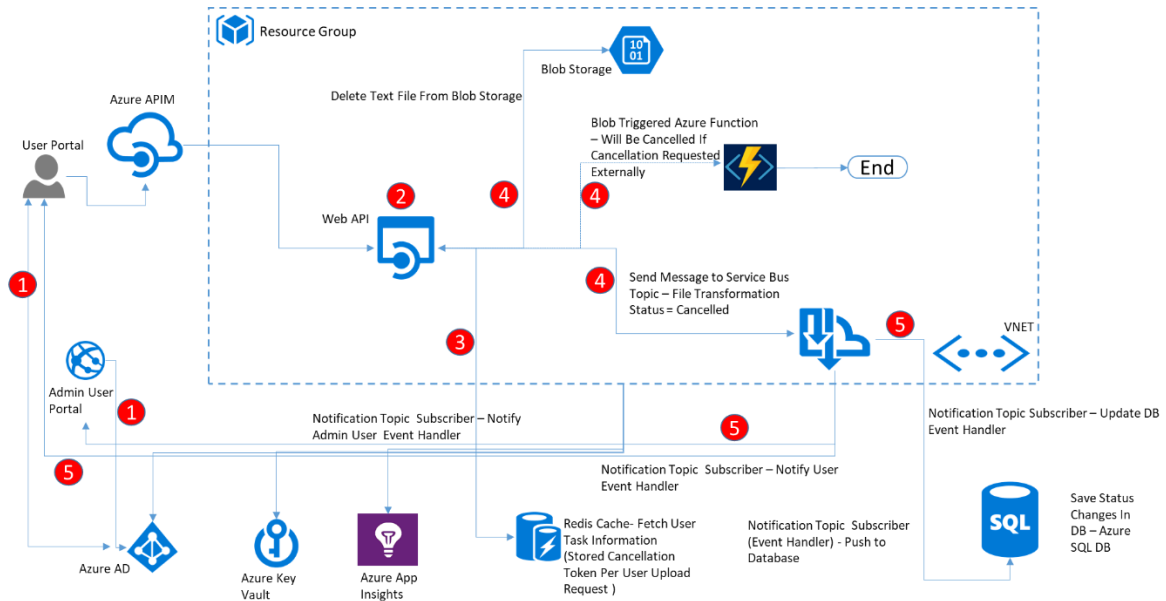 Resource Group
10
01
Blob Storage
Delete Text File From Blob Storage
Azure APIM
User Portal
Blob Triggered Azure Function
– Will Be Cancelled If
Cancellation Requested
Externally
End
2
4
4
Web API
1
Send Message to Service Bus
Topic – File Transformation
Status = Cancelled
4
5
VNET
3
Admin User
Portal
1
Notification Topic Subscriber – Notify
Admin User Event Handler
5
Notification Topic Subscriber – Update DB
Event Handler
5
Notification Topic Subscriber – Notify User
Event Handler
Azure AD
Azure Key
Vault
Azure App
Insights
Redis Cache- Fetch User
Task Information
(Stored Cancellation
Token Per User Upload
Request )
Notification Topic Subscriber
(Event Handler) - Push to
Database
SQL
Save Status
Changes In
DB – Azure
SQL DB